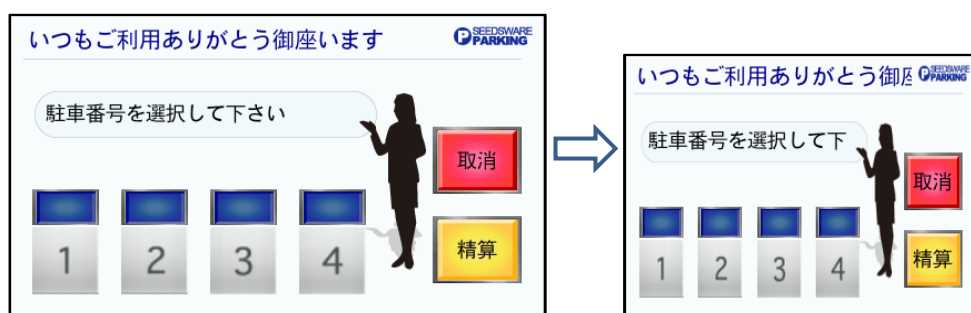 いつもご利用ありがとう御座います
SEEDSWARE
PARKING
駐車番号を選択して下さい
取消
1 2 3 4
精算
いつもご利用ありがとう御
SEEDSWARE
PARKING
駐車番号を選択して下
取消
1 2 3 4
精算